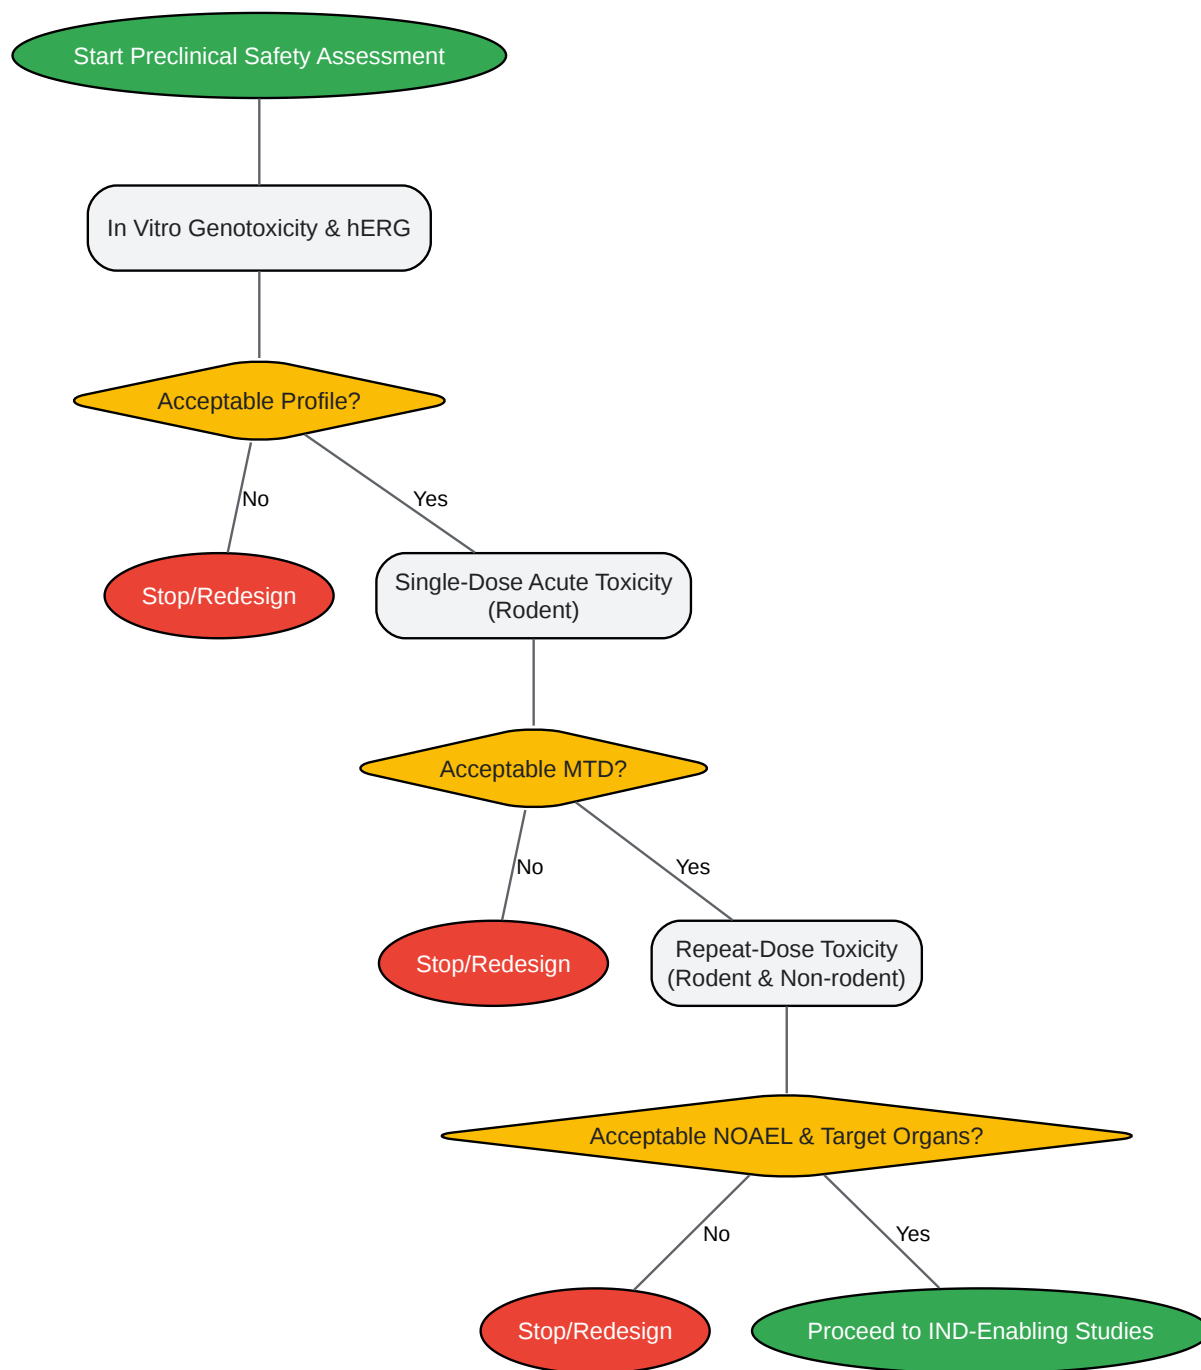 Start Preclinical Safety Assessment
In Vitro Genotoxicity & hERG
Acceptable Profile?
No
Yes
Stop/Redesign
Single-Dose Acute Toxicity
(Rodent)
Acceptable MTD?
No
Yes
Stop/Redesign
Repeat-Dose Toxicity
(Rodent & Non-rodent)
Acceptable NOAEL & Target Organs?
No
Yes
Stop/Redesign
Proceed to IND-Enabling Studies